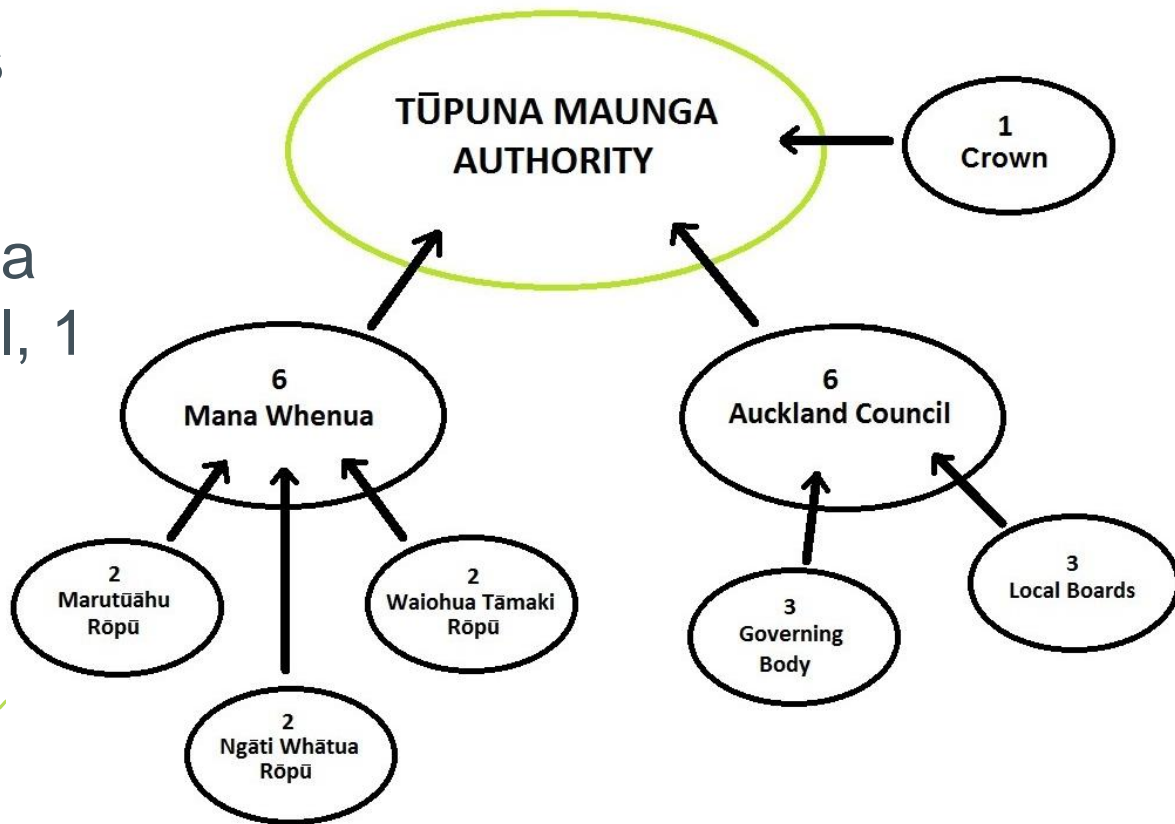 s
a
l, 1
TŪPUNA MAUNGA
AUTHORITY
1
Crown
6
Mana Whenua
6
Auckland Council
2
Marutūāhu
Rōpū
2
Waiohua Tāmaki
Rōpū
2
Ngāti Whātua
Rōpū
3
Governing
Body
3
Local Boards